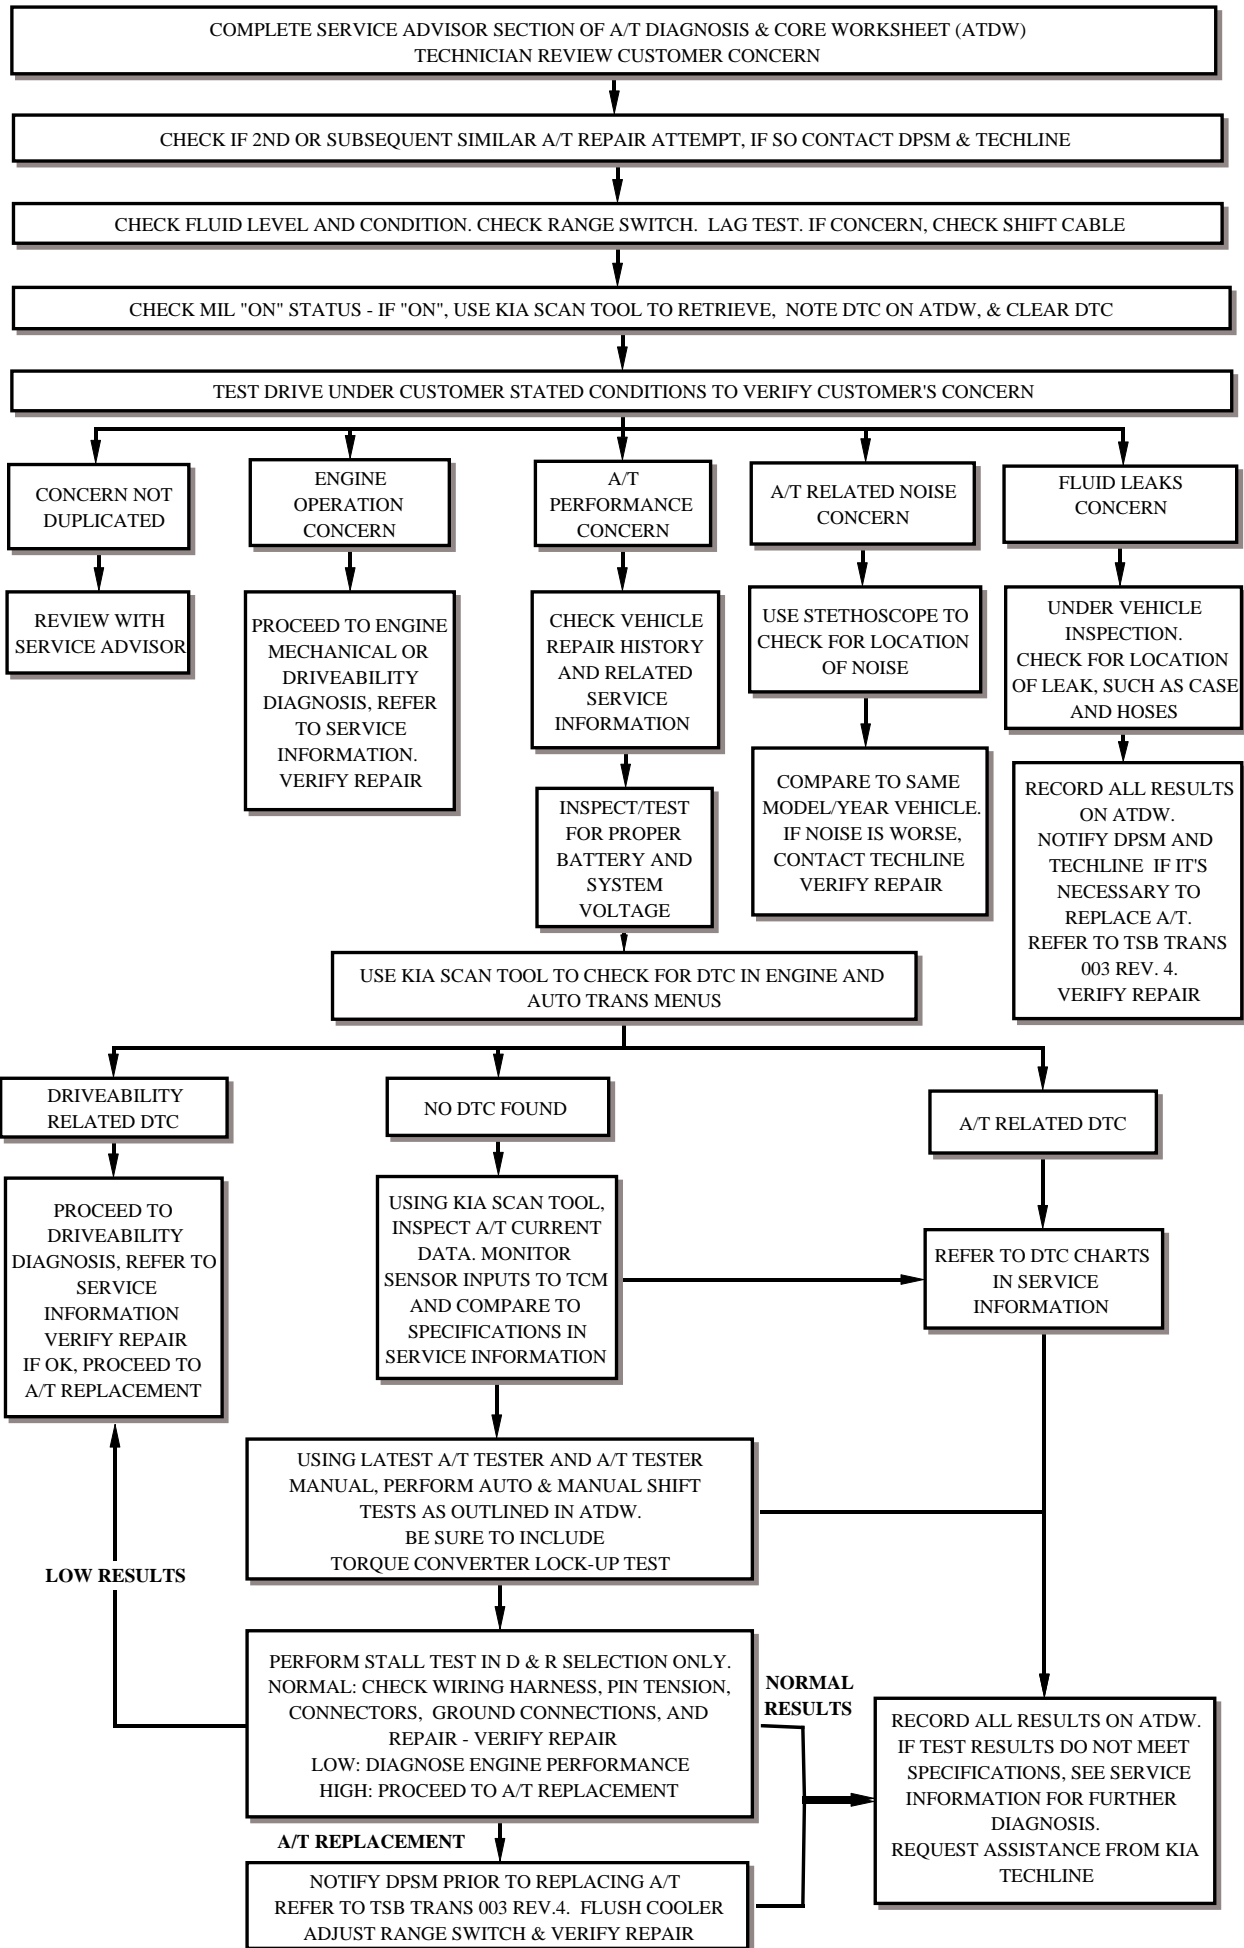 COMPLETE SERVICE ADVISOR SECTION OF A/T DIAGNOSIS & CORE WORKSHEET (ATDW)
TECHNICIAN REVIEW CUSTOMER CONCERN
CHECK IF 2ND OR SUBSEQUENT SIMILAR A/T REPAIR ATTEMPT, IF SO CONTACT DPSM & TECHLINE
CHECK FLUID LEVEL AND CONDITION. CHECK RANGE SWITCH. LAG TEST. IF CONCERN, CHECK SHIFT CABLE
CHECK MIL "ON" STATUS - IF "ON", USE KIA SCAN TOOL TO RETRIEVE, NOTE DTC ON ATDW, & CLEAR DTC
TEST DRIVE UNDER CUSTOMER STATED CONDITIONS TO VERIFY CUSTOMER'S CONCERN
CONCERN NOT
DUPLICATED
ENGINE
OPERATION
CONCERN
A/T
PERFORMANCE
CONCERN
A/T RELATED NOISE
CONCERN
FLUID LEAKS
CONCERN
REVIEW WITH
SERVICE ADVISOR
PROCEED TO ENGINE
MECHANICAL OR
DRIVEABILITY
DIAGNOSIS, REFER
TO SERVICE
INFORMATION.
VERIFY REPAIR
CHECK VEHICLE
REPAIR HISTORY
AND RELATED
SERVICE
INFORMATION
USE STETHOSCOPE TO
CHECK FOR LOCATION
OF NOISE
UNDER VEHICLE
INSPECTION.
CHECK FOR LOCATION
OF LEAK, SUCH AS CASE
AND HOSES
INSPECT/TEST
FOR PROPER
BATTERY AND
SYSTEM
VOLTAGE
COMPARE TO SAME
MODEL/YEAR VEHICLE.
IF NOISE IS WORSE,
CONTACT TECHLINE
VERIFY REPAIR
RECORD ALL RESULTS
ON ATDW.
NOTIFY DPSM AND
TECHLINE IF IT'S
NECESSARY TO
REPLACE A/T.
REFER TO TSB TRANS
003 REV. 4.
VERIFY REPAIR
USE KIA SCAN TOOL TO CHECK FOR DTC IN ENGINE AND
AUTO TRANS MENUS
DRIVEABILITY
RELATED DTC
NO DTC FOUND
A/T RELATED DTC
PROCEED TO
DRIVEABILITY
DIAGNOSIS, REFER TO
SERVICE
INFORMATION
VERIFY REPAIR
IF OK, PROCEED TO
A/T REPLACEMENT
USING KIA SCAN TOOL,
INSPECT A/T CURRENT
DATA. MONITOR
SENSOR INPUTS TO TCM
AND COMPARE TO
SPECIFICATIONS IN
SERVICE INFORMATION
REFER TO DTC CHARTS
IN SERVICE
INFORMATION
USING LATEST A/T TESTER AND A/T TESTER
MANUAL, PERFORM AUTO & MANUAL SHIFT
TESTS AS OUTLINED IN ATDW.
BE SURE TO INCLUDE
TORQUE CONVERTER LOCK-UP TEST
LOW RESULTS
PERFORM STALL TEST IN D & R SELECTION ONLY.
NORMAL: CHECK WIRING HARNESS, PIN TENSION,
CONNECTORS, GROUND CONNECTIONS, AND
REPAIR - VERIFY REPAIR
LOW: DIAGNOSE ENGINE PERFORMANCE
HIGH: PROCEED TO A/T REPLACEMENT
NORMAL
RESULTS
RECORD ALL RESULTS ON ATDW.
IF TEST RESULTS DO NOT MEET
SPECIFICATIONS, SEE SERVICE
INFORMATION FOR FURTHER
DIAGNOSIS.
REQUEST ASSISTANCE FROM KIA
TECHLINE
A/T REPLACEMENT
NOTIFY DPSM PRIOR TO REPLACING A/T
REFER TO TSB TRANS 003 REV.4. FLUSH COOLER
ADJUST RANGE SWITCH & VERIFY REPAIR